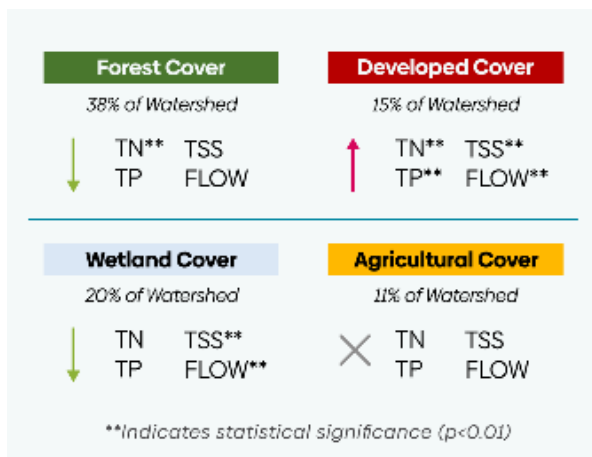 Forest Cover
38% of Watershed
TN** TSS
TP FLOW
Developed Cover
15% of Watershed
TN** TSS**
TP** FLOW**
Wetland Cover
20% of Watershed
TN TSS**
TP FLOW**
Agricultural Cover
11% of Watershed
TN TSS
TP FLOW
**Indicates statistical significance (p<0.01)